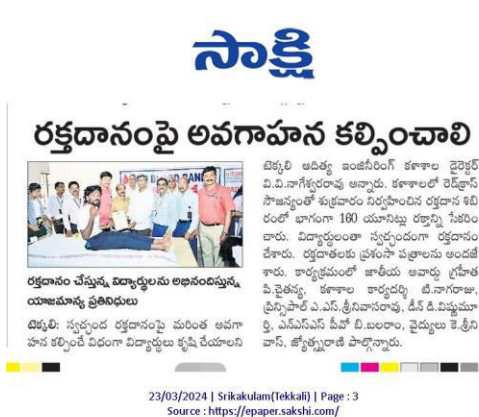 సాక్షి
రక్తదానంపై అవగాహన కల్పించాలి
రక్తదానం చేస్తున్న విద్యార్థులను అభినందిస్తున్న
యాజమాన్య ప్రతినిధులు
టెక్కలి: స్వచ్ఛంద రక్తదానంపై మరింత అవగా
హన కల్పించే విధంగా విద్యార్థులు కృషి చేయాలని
టెక్కలి ఆదిత్య ఇంజినీరింగ్ కళాశాల డైరెక్టర్
వి.వి.నాగేశ్వరరావు అన్నారు. కళాశాలలో రెడ్‌క్రాస్
సౌజన్యంతో శుక్రవారం నిర్వహించిన రక్తదాన శిబి
రంలో భాగంగా 160 యూనిట్లు రక్తాన్ని సేకరిం
చారు. విద్యార్థులంతా స్వచ్ఛందంగా రక్తదానం
చేశారు. రక్తదాతలకు ప్రశంసా పత్రాలను అందజే
శారు. కార్యక్రమంలో జాతీయ అవార్డు గ్రహీత
పి.చైతన్య, కళాశాల కార్యదర్శి టి.నాగరాజు,
ప్రిన్సిపాల్ ఎ.ఎస్.శ్రీనివాసరావు, డీన్ డి.విష్ణుమూ
ర్తి, ఎన్ఎస్ఎస్ పీవో బి.బలరాం, వైద్యులు కె.శ్రీని
వాస్, జ్యోత్స్నరాణి పాల్గొన్నారు.
23/03/2024 | Srikakulam(Tekkali) | Page : 3
Source : https://epaper.sakshi.com/